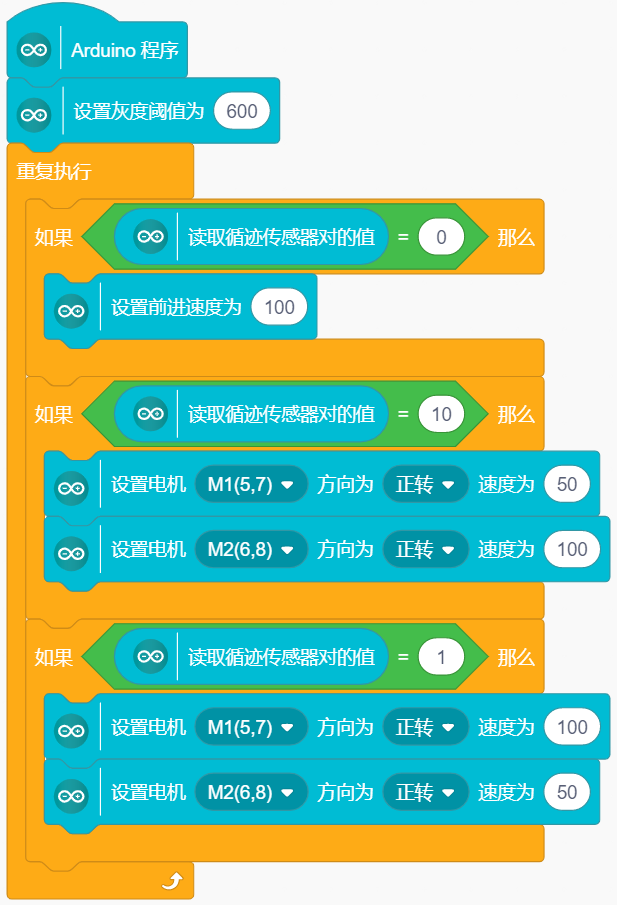 Arduino 程序
设置灰度阈值为 600
重复执行
如果 读取循迹传感器对的值 = 0 那么
设置前进速度为 100
如果 读取循迹传感器对的值 = 10 那么
设置电机 M1(5,7) 方向为 正转 速度为 50
设置电机 M2(6,8) 方向为 正转 速度为 100
如果 读取循迹传感器对的值 = 1 那么
设置电机 M1(5,7) 方向为 正转 速度为 100
设置电机 M2(6,8) 方向为 正转 速度为 50